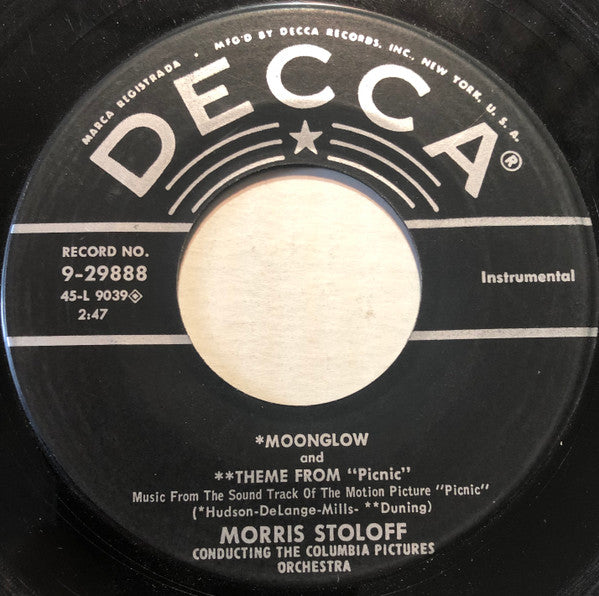 MARCA REGISTRADA • MFG'D BY DECCA RECORDS, INC., NEW YORK, U. S. A.
DECCA®
RECORD NO.
9-29888
45-L 9039
2:47
Instrumental
*MOONGLOW
and
**THEME FROM "Picnic"
Music From The Sound Track Of The Motion Picture "Picnic"
(*Hudson-DeLange-Mills- **Duning)
MORRIS STOLOFF
CONDUCTING THE COLUMBIA PICTURES
ORCHESTRA